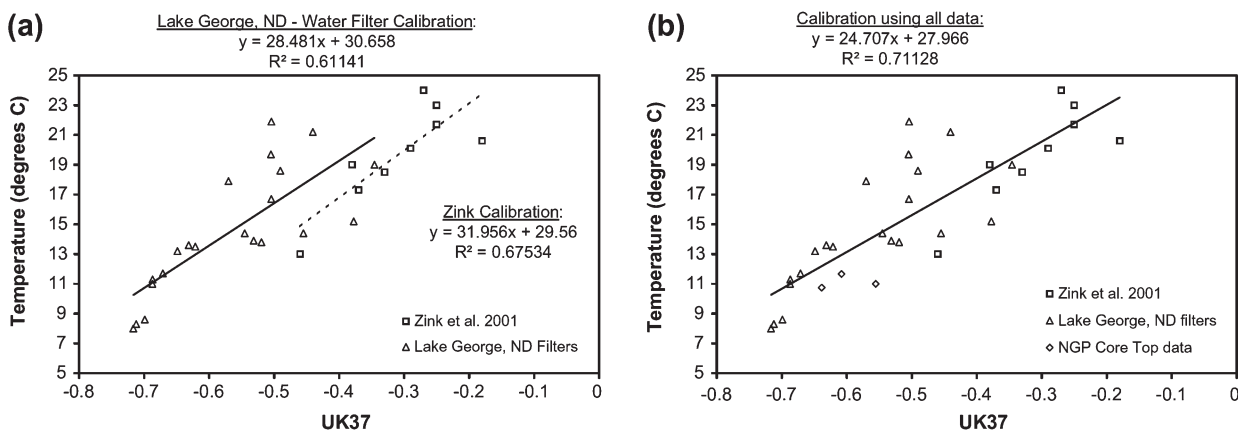 (a)
Lake George, ND - Water Filter Calibration:
y = 28.481x + 30.658
R² = 0.61141
Temperature (degrees C)
25
23
21
19
17
15
13
11
9
7
5
Zink Calibration:
y = 31.956x + 29.56
R² = 0.67534
Zink et al. 2001
Lake George, ND Filters
-0.8 -0.7 -0.6 -0.5 -0.4 -0.3 -0.2 -0.1 0
UK37
(b)
Calibration using all data:
y = 24.707x + 27.966
R² = 0.71128
Temperature (degrees C)
25
23
21
19
17
15
13
11
9
7
5
Zink et al. 2001
Lake George, ND filters
NGP Core Top data
-0.8 -0.7 -0.6 -0.5 -0.4 -0.3 -0.2 -0.1 0
UK37